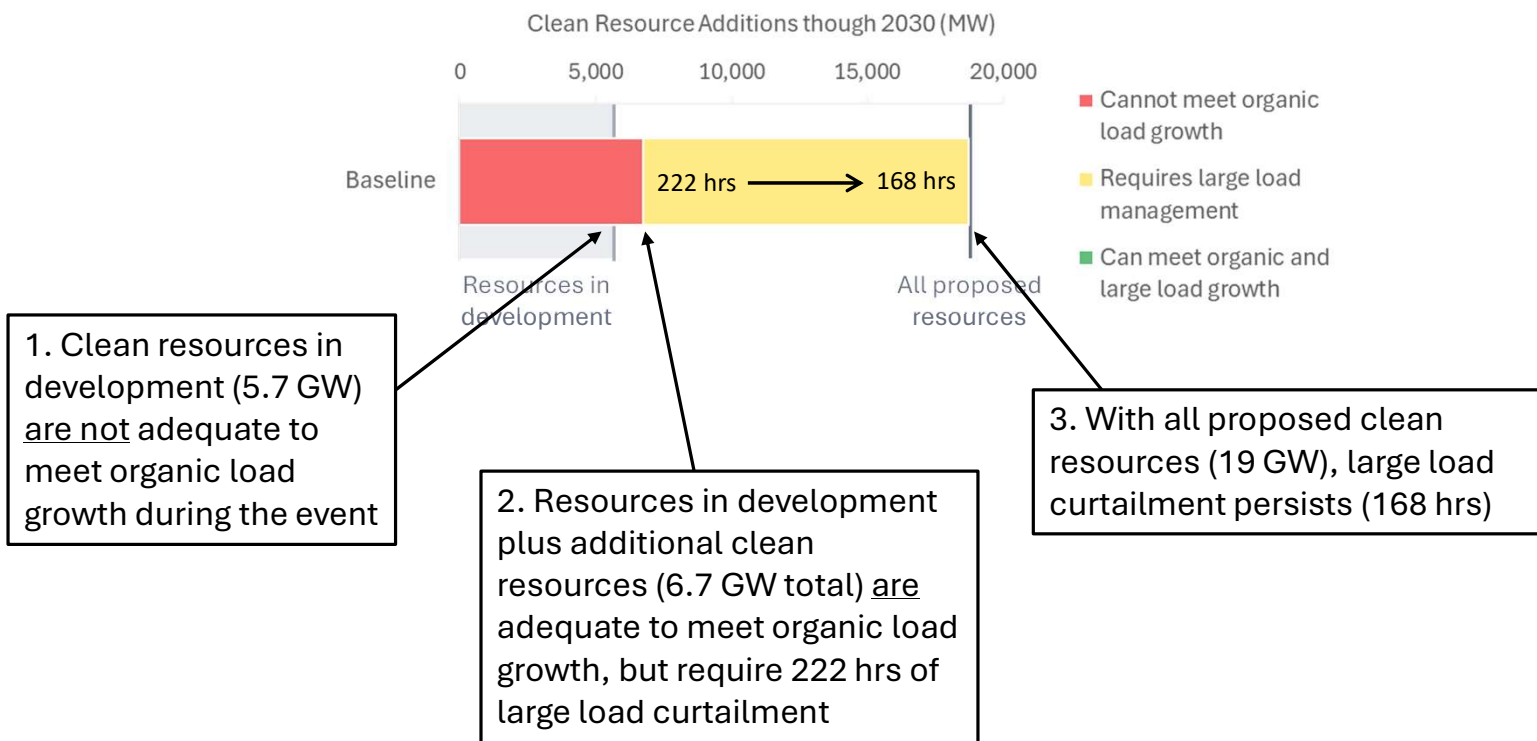 Clean Resource Additions though 2030 (MW)
0 5,000 10,000 15,000 20,000
Baseline
222 hrs 168 hrs
Cannot meet organic
load growth
Requires large load
management
Can meet organic and
large load growth
Resources in
development
All proposed
resources
1. Clean resources in
development (5.7 GW)
are not adequate to
meet organic load
growth during the event
2. Resources in development
plus additional clean
resources (6.7 GW total) are
adequate to meet organic load
growth, but require 222 hrs of
large load curtailment
3. With all proposed clean
resources (19 GW), large load
curtailment persists (168 hrs)